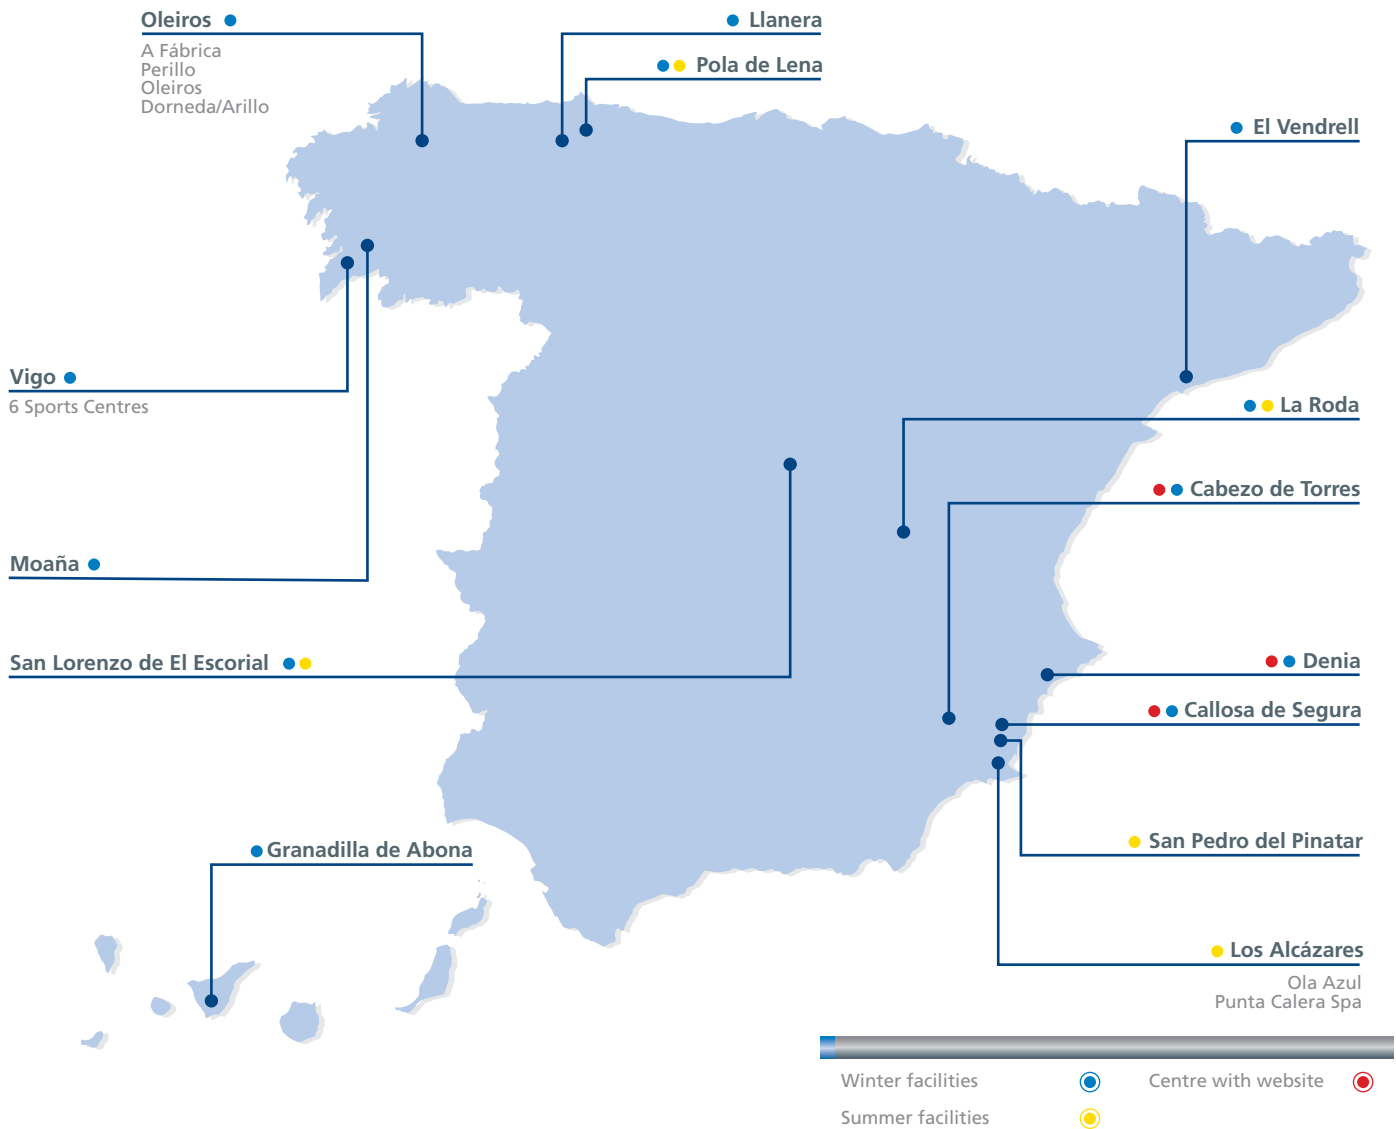 Oleiros
A Fábrica
Perillo
Oleiros
Dorneda/Arillo
Llanera
Pola de Lena
El Vendrell
Vigo
6 Sports Centres
La Roda
Cabezo de Torres
Moaña
San Lorenzo de El Escorial
Denia
Callosa de Segura
San Pedro del Pinatar
Granadilla de Abona
Los Alcázares
Ola Azul
Punta Calera Spa
Winter facilities
Centre with website
Summer facilities